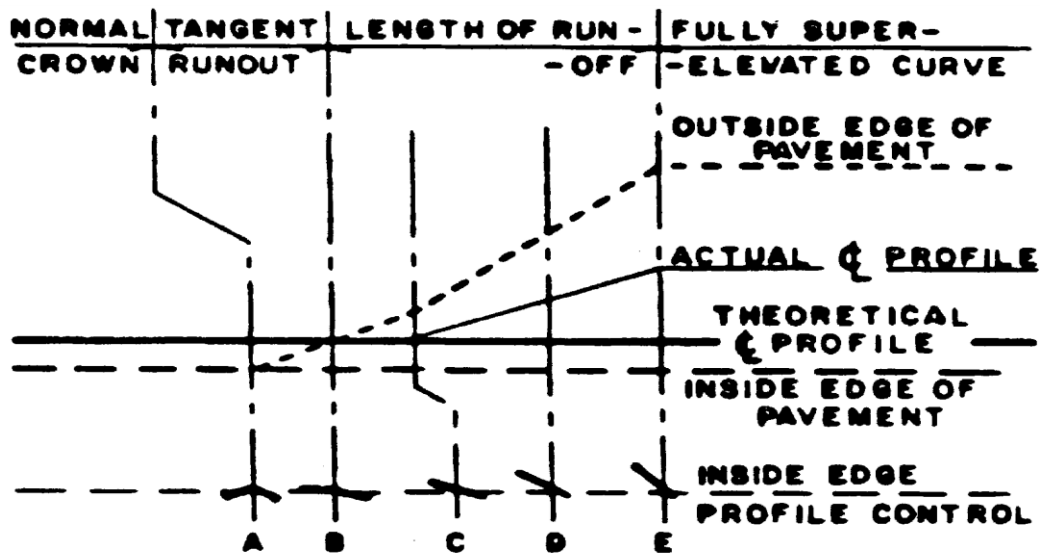 NORMAL TANGENT LENGTH OF RUN- FULLY SUPER-
CROWN RUNOUT -OFF -ELEVATED CURVE
OUTSIDE EDGE OF
PAVEMENT
ACTUAL ℄ PROFILE
THEORETICAL
℄ PROFILE
INSIDE EDGE OF
PAVEMENT
INSIDE EDGE
PROFILE CONTROL
A B C D E